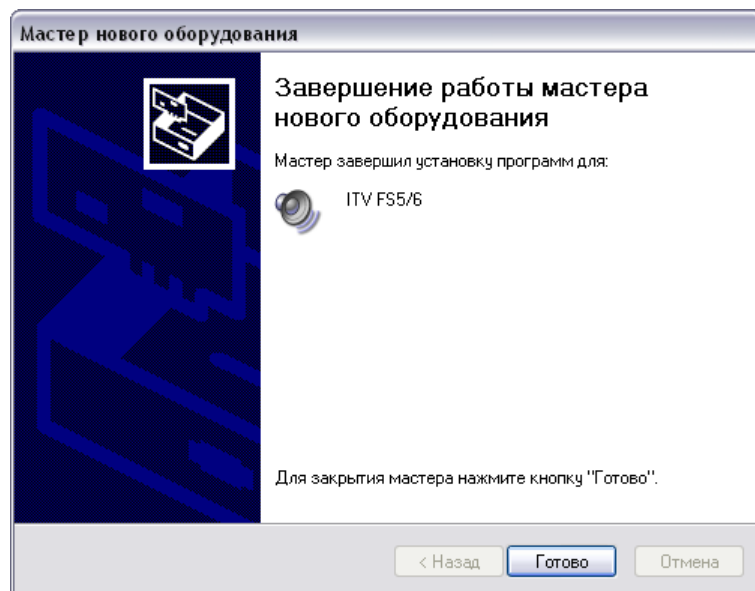 Мастер нового оборудования
Завершение работы мастера
нового оборудования
Мастер завершил установку программ для:
ITV FS5/6
Для закрытия мастера нажмите кнопку "Готово".
< Назад
Готово
Отмена